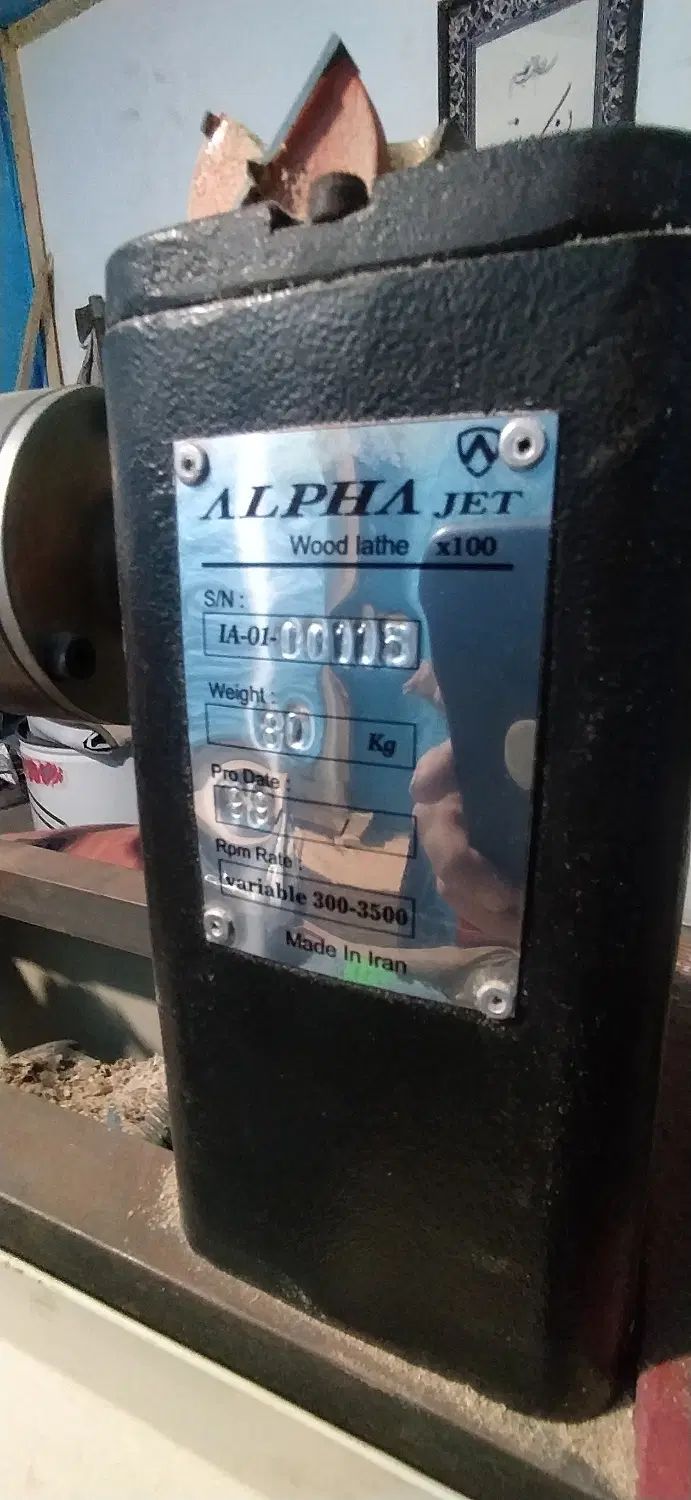 ALPHA JET
Wood lathe x100
S/N :
IA-01-00115
Weight :
80 Kg
Pro Date :
99/ /
Rpm Rate :
variable 300-3500
Made In Iran